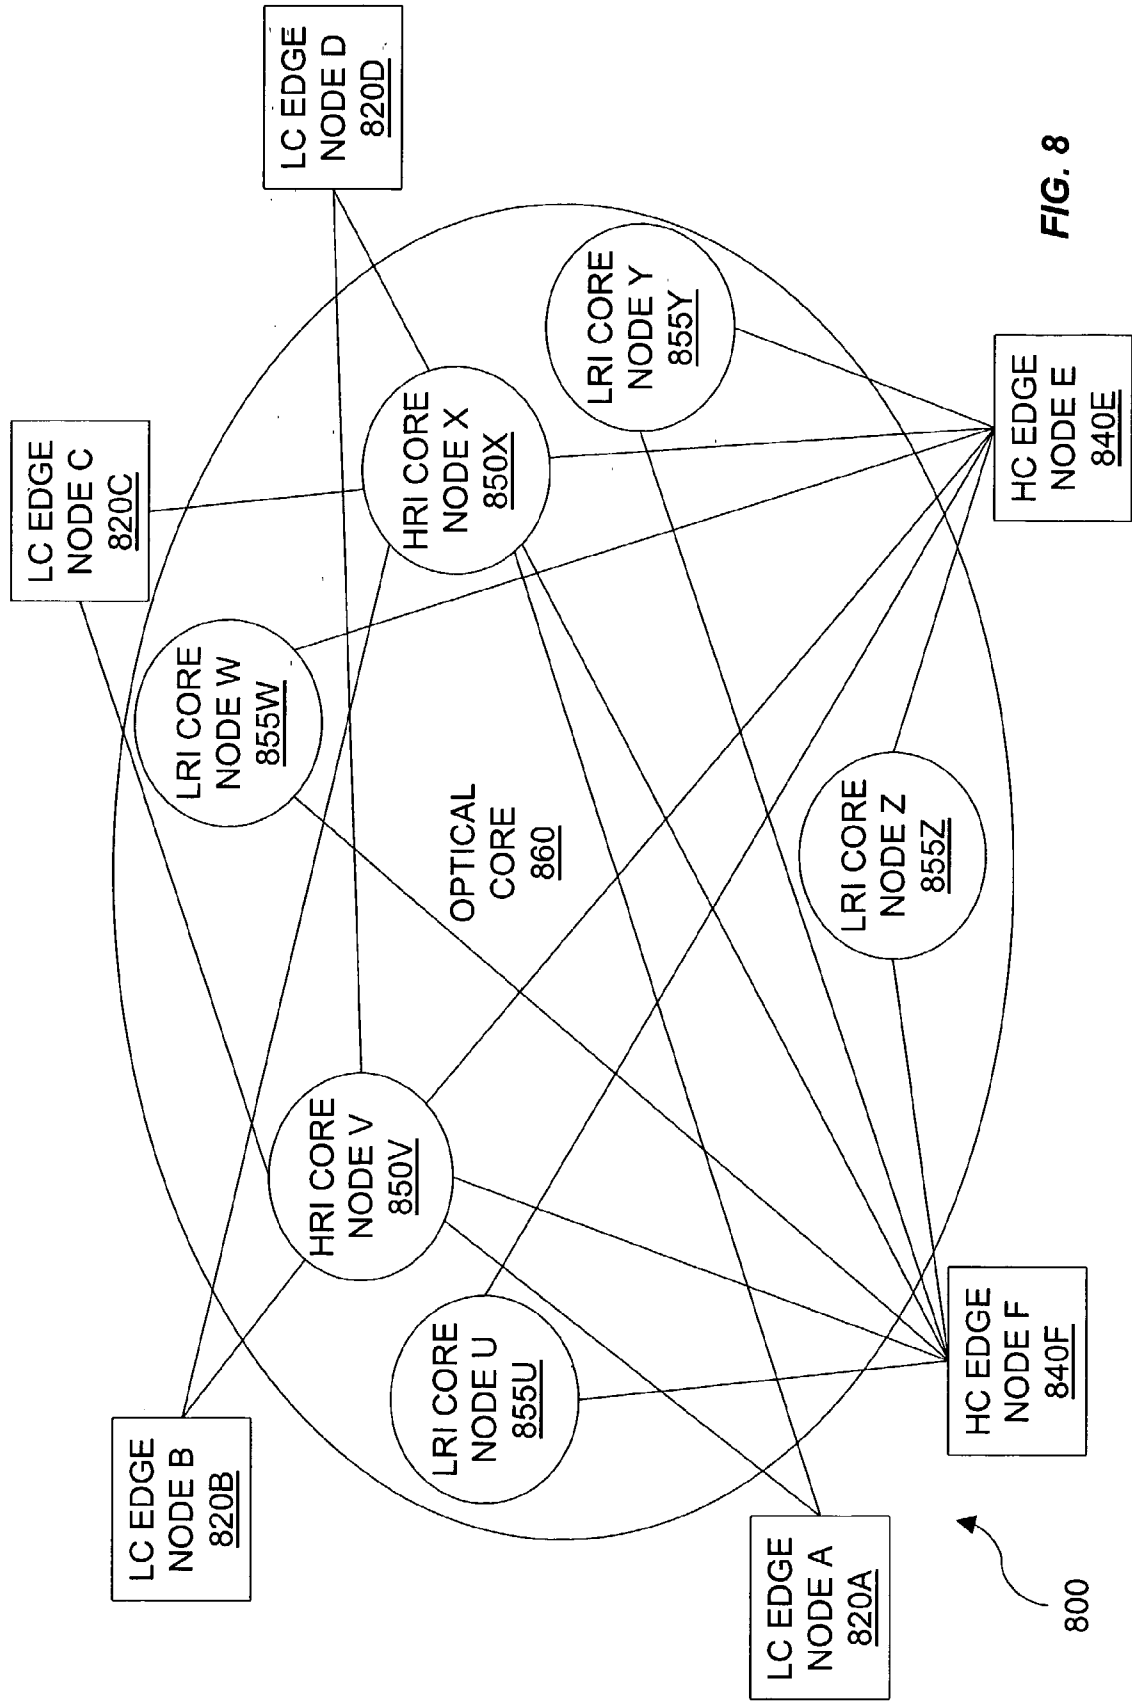 LC EDGE
NODE B
820B
LC EDGE
NODE C
820C
LC EDGE
NODE D
820D
LRI CORE
NODE W
855W
HRI CORE
NODE V
850V
HRI CORE
NODE X
850X
LRI CORE
NODE U
855U
OPTICAL
CORE
860
LRI CORE
NODE Y
855Y
LC EDGE
NODE A
820A
LRI CORE
NODE Z
855Z
HC EDGE
NODE F
840F
HC EDGE
NODE E
840E
800
FIG. 8